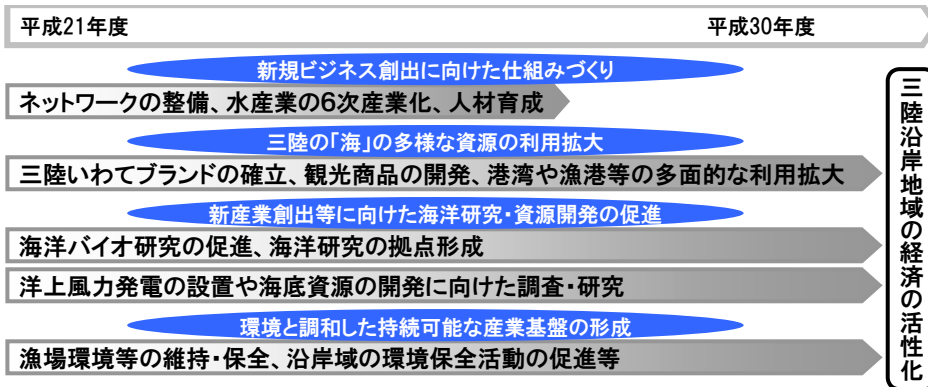 平成21年度
平成30年度
新規ビジネス創出に向けた仕組みづくり
ネットワークの整備、水産業の6次産業化、人材育成
三陸の「海」の多様な資源の利用拡大
三陸いわてブランドの確立、観光商品の開発、港湾や漁港等の多面的な利用拡大
新産業創出等に向けた海洋研究・資源開発の促進
海洋バイオ研究の促進、海洋研究の拠点形成
洋上風力発電の設置や海底資源の開発に向けた調査・研究
環境と調和した持続可能な産業基盤の形成
漁場環境等の維持・保全、沿岸域の環境保全活動の促進等
三陸沿岸地域の経済の活性化